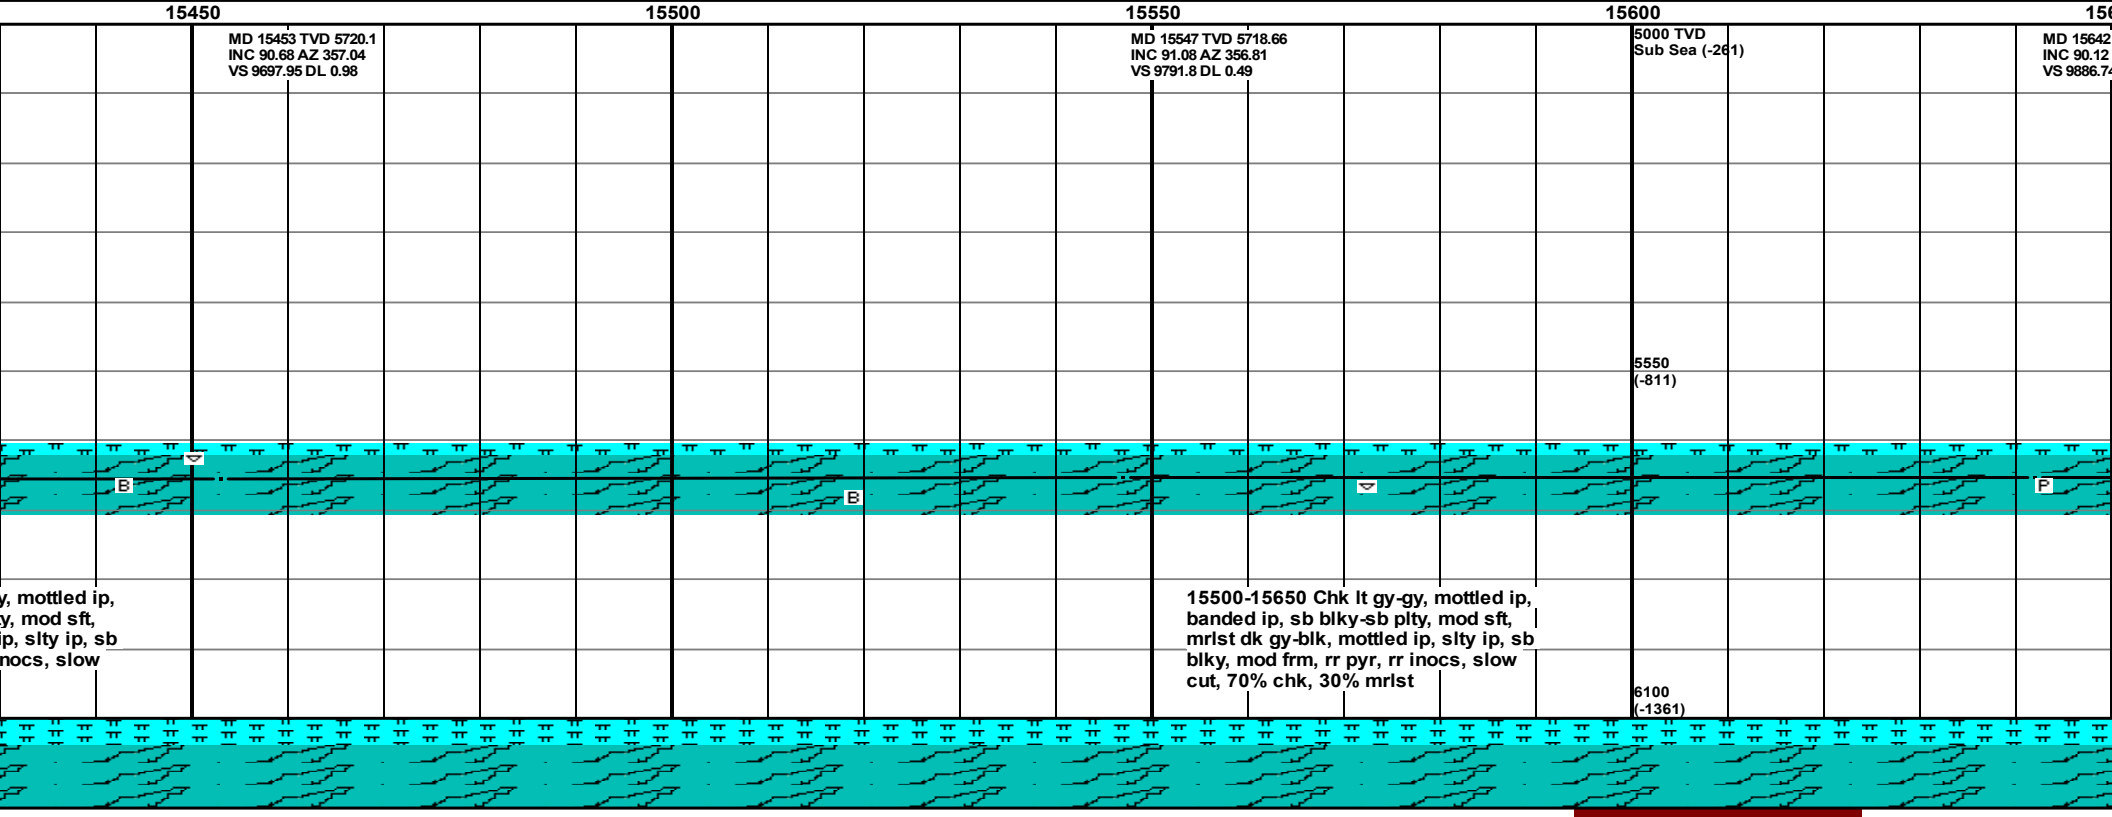 15450
15500
15550
15600
MD 15453 TVD 5720.1
INC 90.68 AZ 357.04
VS 9697.95 DL 0.98
MD 15547 TVD 5718.66
INC 91.08 AZ 356.81
VS 9791.8 DL 0.49
5000 TVD
Sub Sea (-261)
MD 15642
INC 90.12
VS 9886.74
5550
(-811)
B
B
P
y, mottled ip,
y, mod sft,
ip, slty ip, sb
nocs, slow
15500-15650 Chk lt gy-gy, mottled ip,
banded ip, sb blky-sb plty, mod sft,
mrlst dk gy-blk, mottled ip, slty ip, sb
blky, mod frm, rr pyr, rr inocs, slow
cut, 70% chk, 30% mrlst
6100
(-1361)